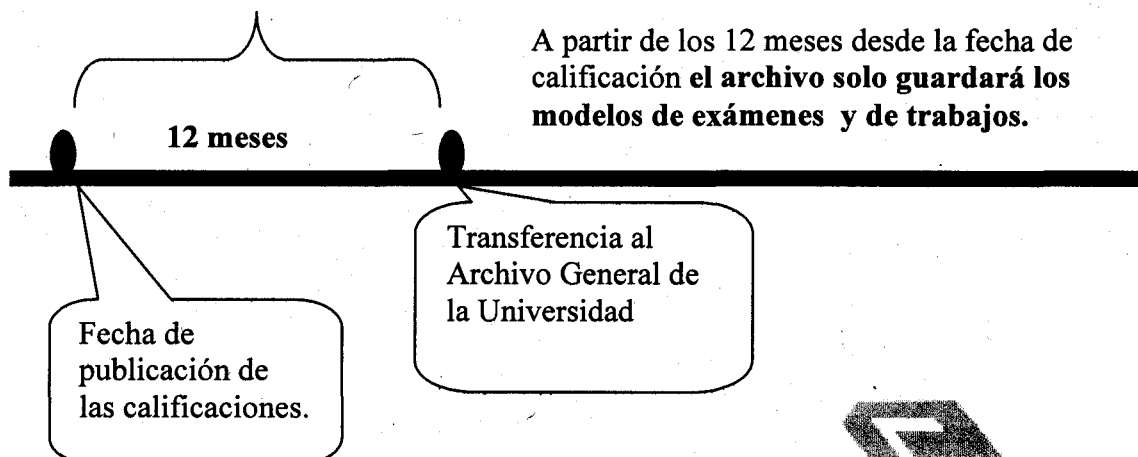 A partir de los 12 meses desde la fecha de
calificación el archivo solo guardará los
modelos de exámenes y de trabajos.
12 meses
Transferencia al
Archivo General de
la Universidad
Fecha de
publicación de
las calificaciones.